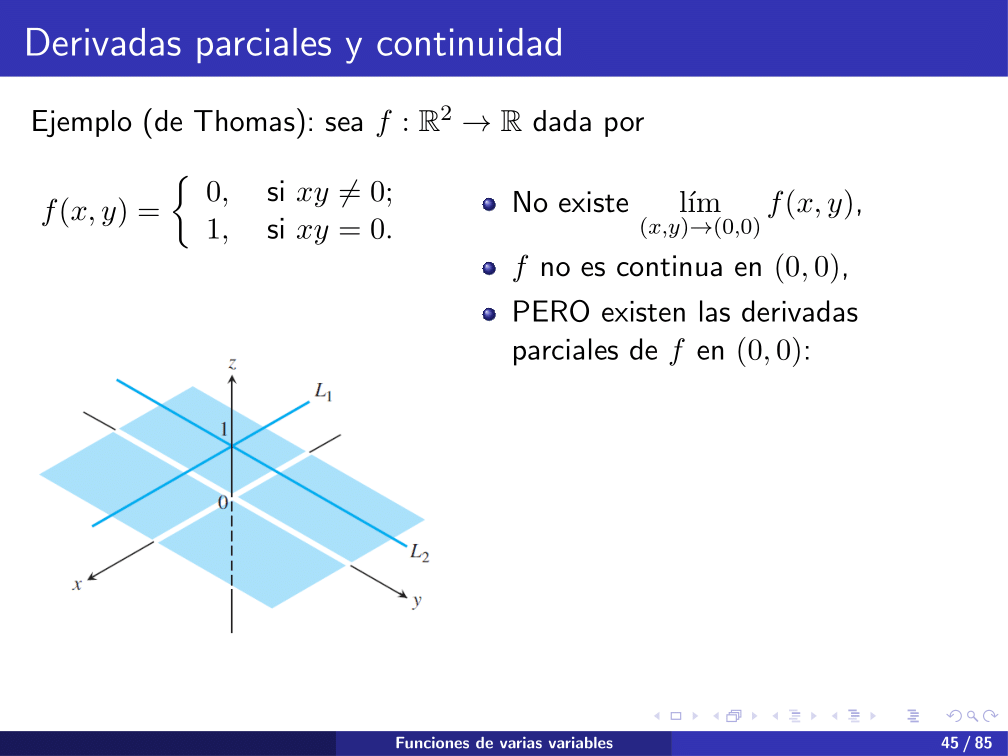 Derivadas parciales y continuidad
Ejemplo (de Thomas): sea f : ℝ² → ℝ dada por
f(x, y) = { 0, si xy ≠ 0;
1, si xy = 0.
No existe lím f(x, y),
(x,y)→(0,0)
f no es continua en (0, 0),
PERO existen las derivadas
parciales de f en (0, 0):
z
L₁
1
0
L₂
x
y
Funciones de varias variables
45 / 85